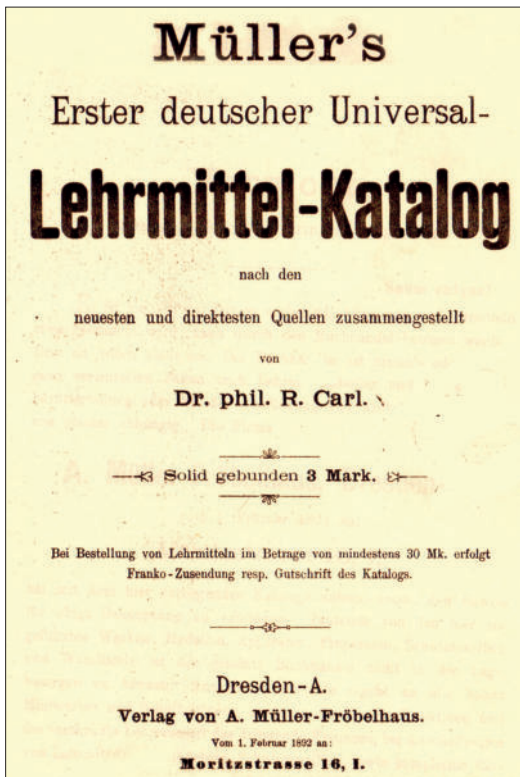 Müller's
Erster deutscher Universal-
Lehrmittel-Katalog
nach den
neuesten und direktesten Quellen zusammengestellt
von
Dr. phil. R. Carl.
Solid gebunden 3 Mark.
Bei Bestellung von Lehrmitteln im Betrage von mindestens 30 Mk. erfolgt
Franko-Zusendung resp. Gutschrift des Katalogs.
Dresden-A.
Verlag von A. Müller-Fröbelhaus.
Vom 1. Februar 1892 an:
Moritzstrasse 16, I.